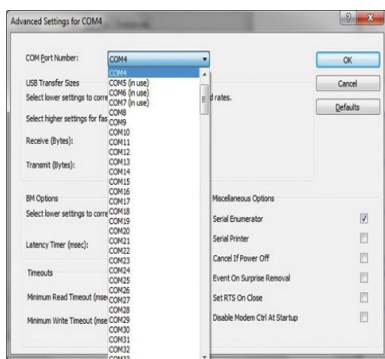 Advanced Settings for COM4
COM Port Number:
COM4
OK
Cancel
Defaults
USB Transfer Sizes
Select lower settings to corre
d rates.
Select higher settings for fas
Receive (Bytes):
Transmit (Bytes):
BM Options
Select lower settings to corre
Latency Timer (msec):
Timeouts
Minimum Read Timeout (mse
Minimum Write Timeout (mse
COM4
COM5 (in use)
COM6 (in use)
COM7 (in use)
COM8
COM9
COM10
COM11
COM12
COM13
COM14
COM15
COM16
COM17
COM18
COM19
COM20
COM21
COM22
COM23
COM24
COM25
COM26
COM27
COM28
COM29
COM30
COM31
COM32
Miscellaneous Options
Serial Enumerator
Serial Printer
Cancel If Power Off
Event On Surprise Removal
Set RTS On Close
Disable Modem Ctrl At Startup